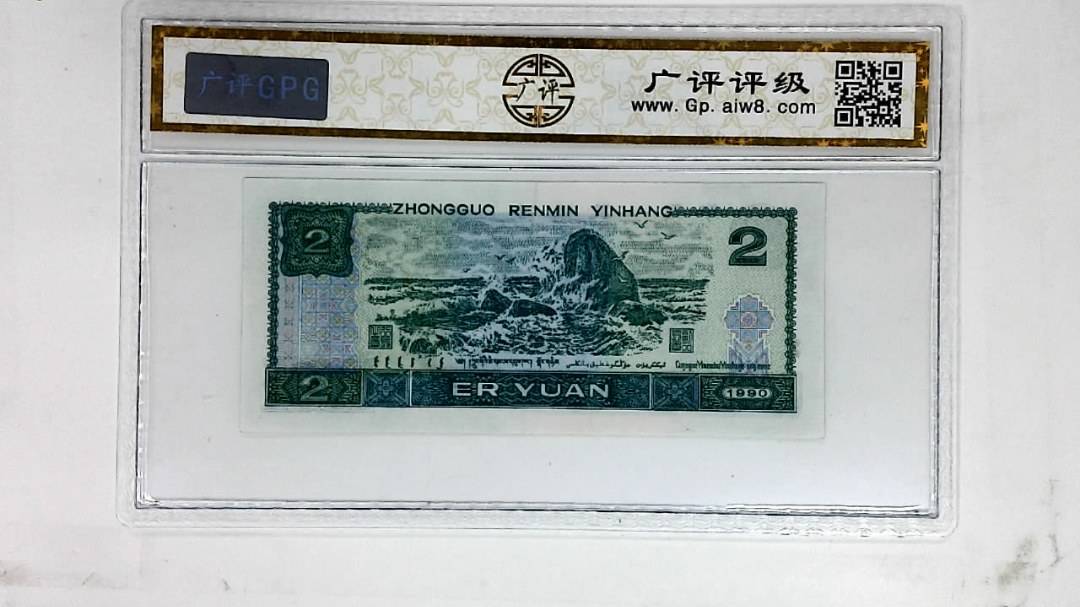 广评GPG
广评
广评评级
www.Gp.aiw8.com
ZHONGGUO RENMIN YINHANG
2
2
2
ER YUAN
1990